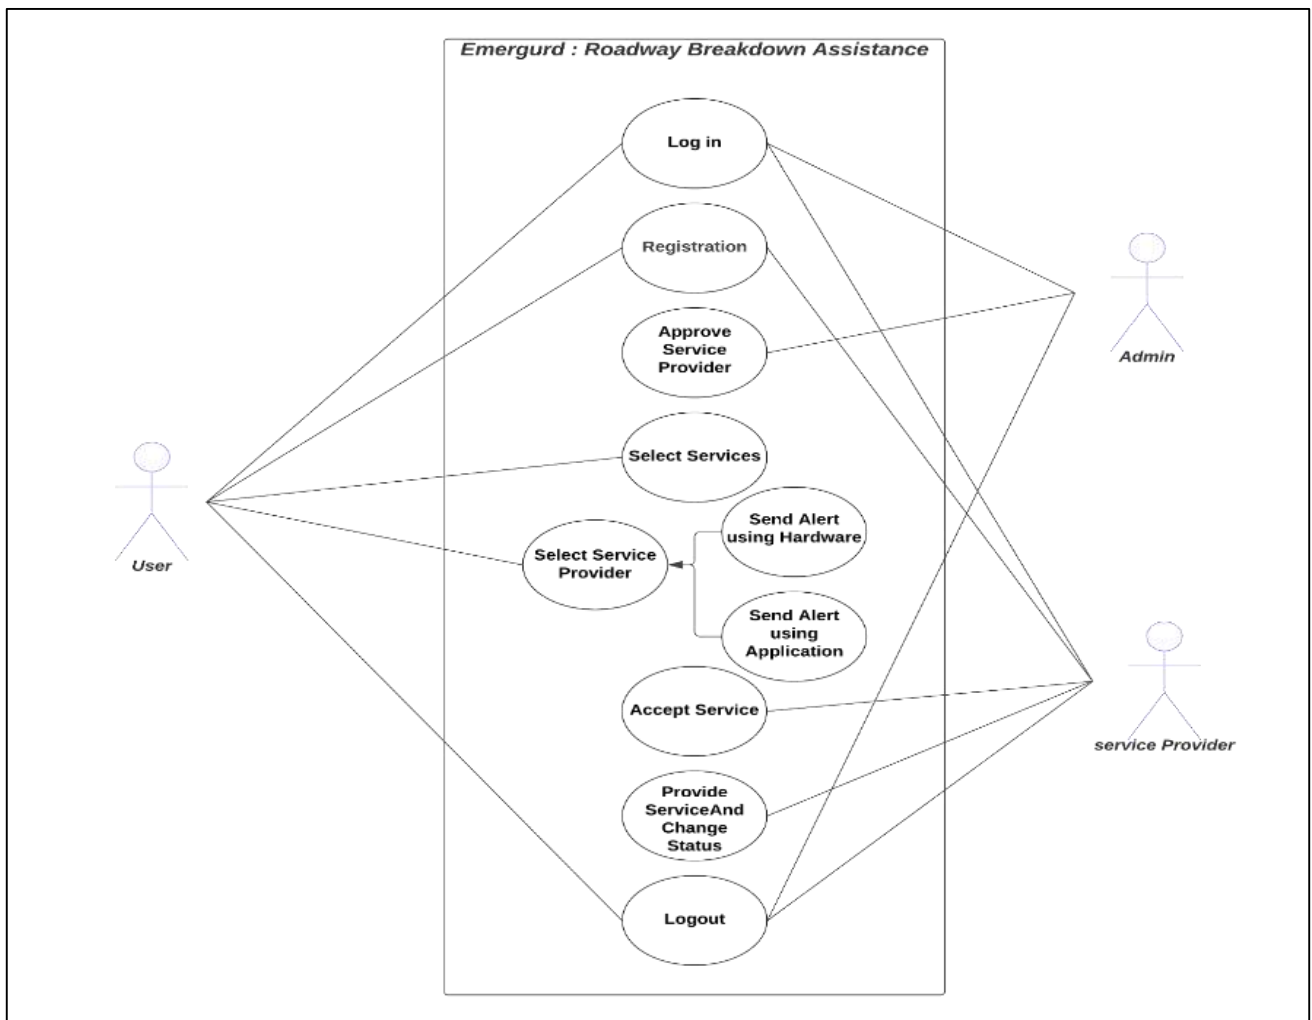 Emergurd : Roadway Breakdown Assistance
Log in
Registration
Approve
Service
Provider
Admin
Select Services
User
Send Alert
using Hardware
Select Service
Provider
Send Alert
using
Application
Accept Service
service Provider
Provide
ServiceAnd
Change
Status
Logout